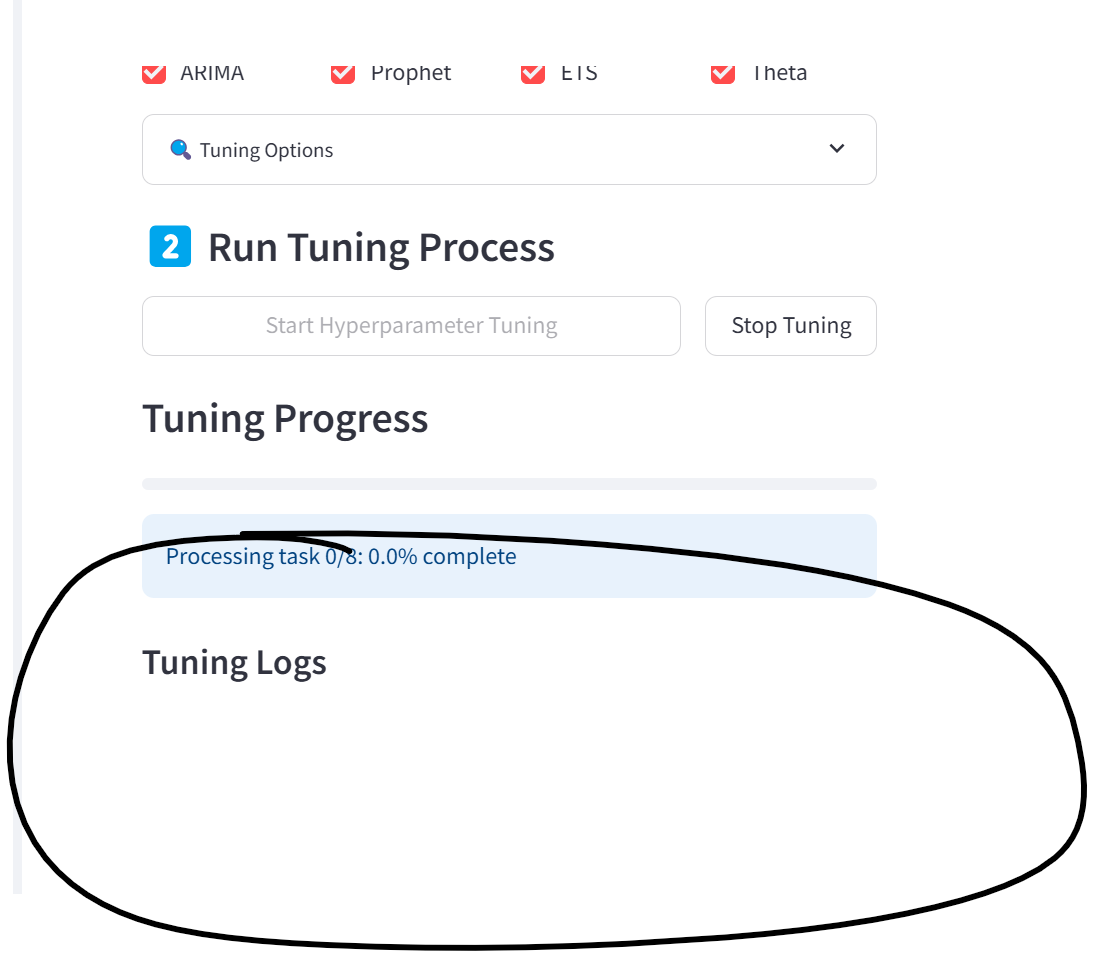 ARIMA Prophet ETS Theta
Tuning Options
2 Run Tuning Process
Start Hyperparameter Tuning Stop Tuning
Tuning Progress
Processing task 0/8: 0.0% complete
Tuning Logs